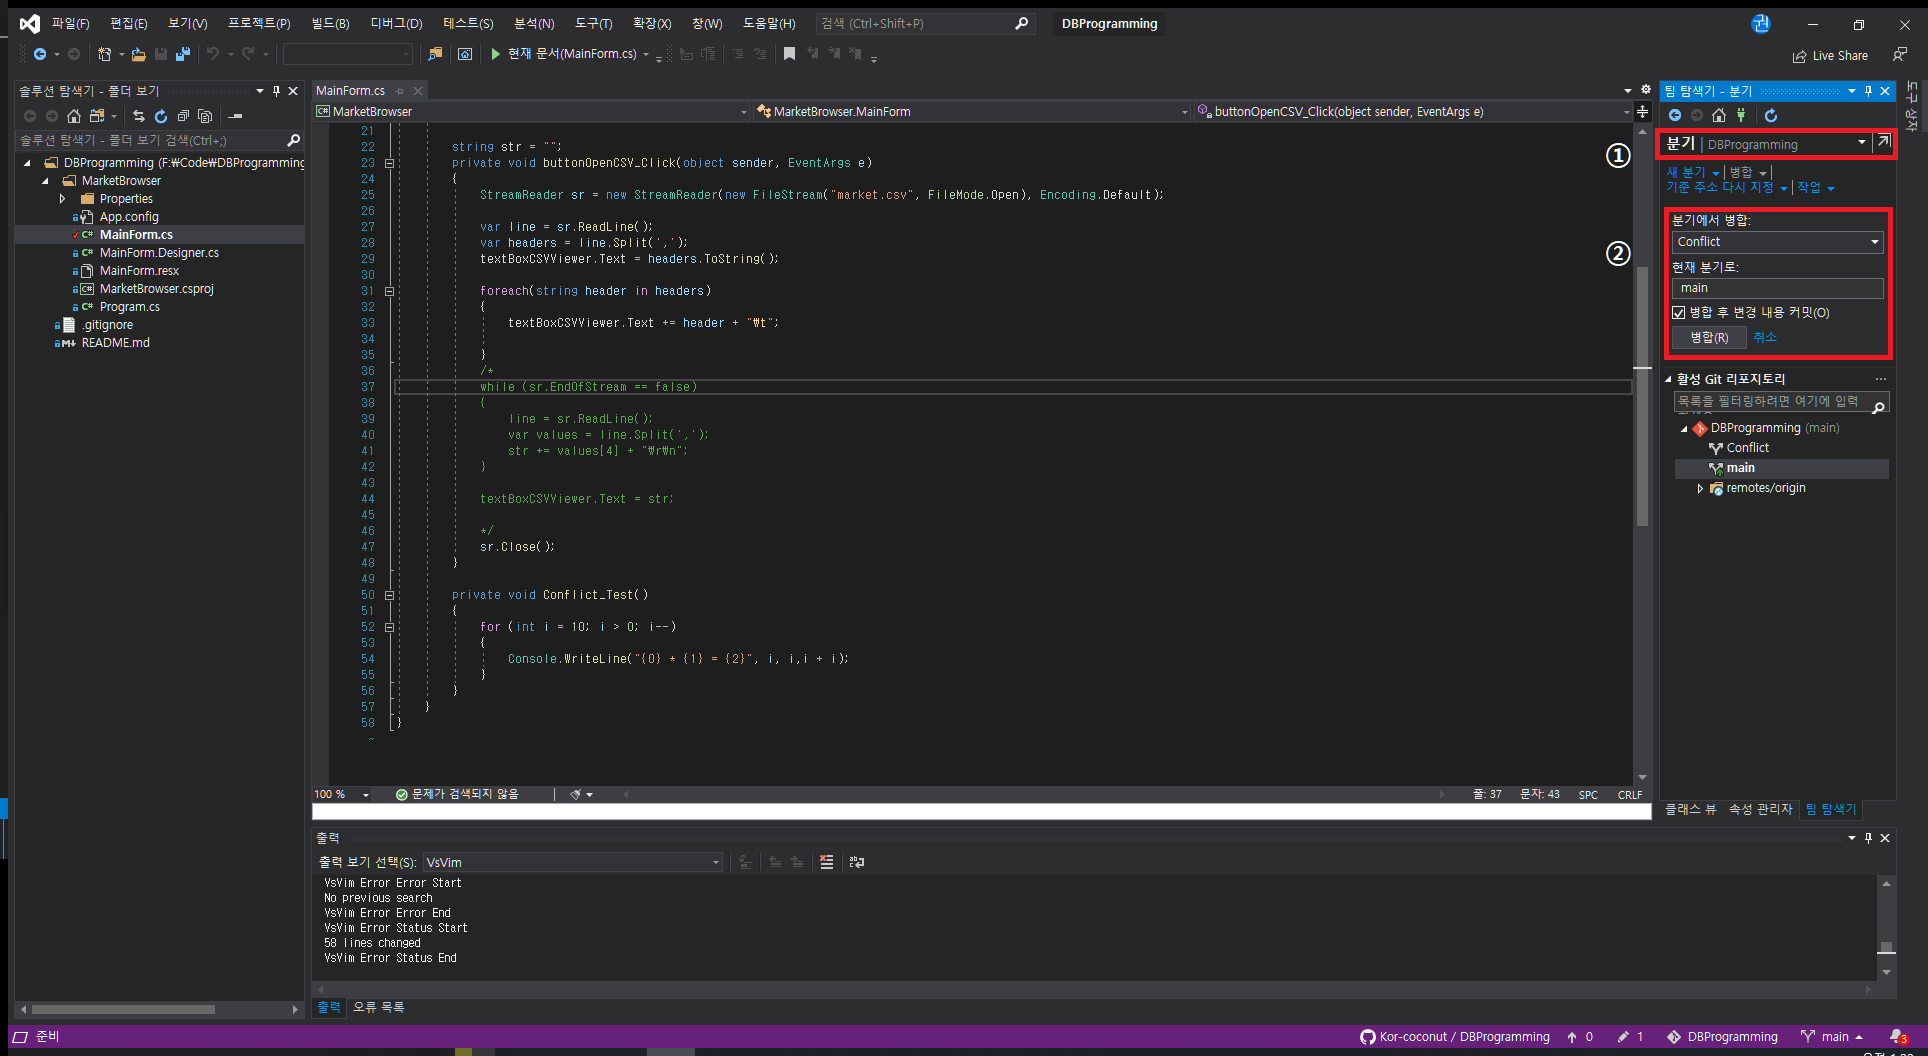 파일(F) 편집(E) 보기(V) 프로젝트(P) 빌드(B) 디버그(D) 테스트(S) 분석(N) 도구(T) 확장(X) 창(W) 도움말(H) 검색 (Ctrl+Shift+P) DBProgramming 권
현재 문서(MainForm.cs) Live Share
솔루션 탐색기 - 폴더 보기
솔루션 탐색기 - 폴더 보기 검색(Ctrl+;)
DBProgramming (F:₩Code₩DBProgramming
MarketBrowser
Properties
App.config
C# MainForm.cs
C# MainForm.Designer.cs
MainForm.resx
C# MarketBrowser.csproj
C# Program.cs
.gitignore
M+ README.md
MainForm.cs
C# MarketBrowser MarketBrowser.MainForm buttonOpenCSV_Click(object sender, EventArgs e)
21
22 string str = "";
23 private void buttonOpenCSV_Click(object sender, EventArgs e)
24 {
25 StreamReader sr = new StreamReader(new FileStream("market.csv", FileMode.Open), Encoding.Default);
26
27 var line = sr.ReadLine();
28 var headers = line.Split(',');
29 textBoxCSVViewer.Text = headers.ToString();
30
31 foreach(string header in headers)
32 {
33 textBoxCSVViewer.Text += header + "₩t";
34
35 }
36 /*
37 while (sr.EndOfStream == false)
38 {
39 line = sr.ReadLine();
40 var values = line.Split(',');
41 str += values[4] + "₩r₩n";
42 }
43
44 textBoxCSVViewer.Text = str;
45
46 */
47 sr.Close();
48 }
49
50 private void Conflict_Test()
51 {
52 for (int i = 10; i > 0; i--)
53 {
54 Console.WriteLine("{0} * {1} = {2}", i, i,i + i);
55 }
56 }
57 }
58 }
~
100 % 문제가 검색되지 않음 줄: 37 문자: 43 SPC CRLF
①
②
팀 탐색기 - 분기
분기 | DBProgramming
새 분기 | 병합 |
기준 주소 다시 지정 | 작업
분기에서 병합:
Conflict
현재 분기로:
main
병합 후 변경 내용 커밋(O)
병합(R) 취소
활성 Git 리포지토리 ...
목록을 필터링하려면 여기에 입력
DBProgramming (main)
Conflict
main
remotes/origin
클래스 뷰 속성 관리자 팀 탐색기
도구 상자
출력
출력 보기 선택(S): VsVim
VsVim Error Error Start
No previous search
VsVim Error Error End
VsVim Error Status Start
58 lines changed
VsVim Error Status End
출력 오류 목록
준비 Kor-coconut / DBProgramming 0 1 DBProgramming main 3